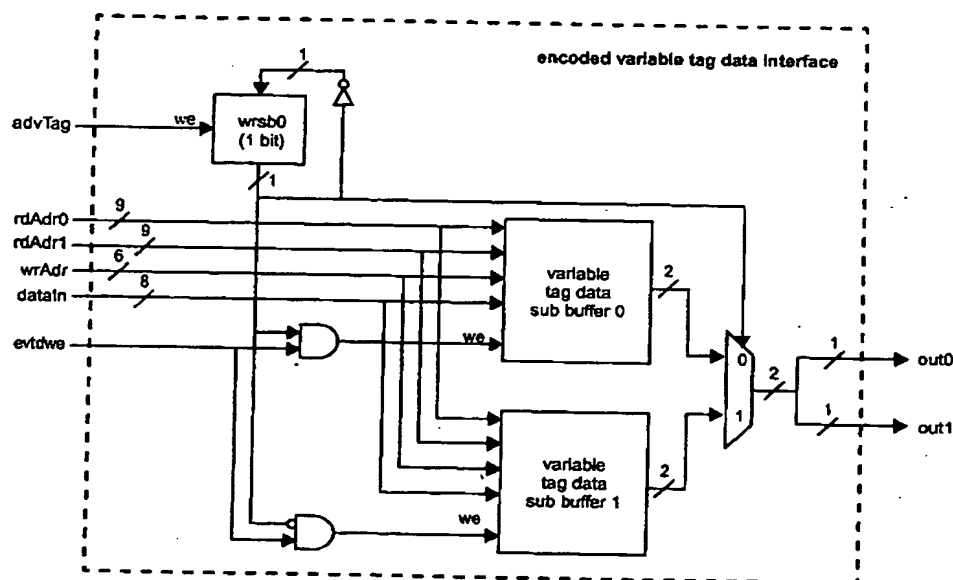 encoded variable tag data interface
1
advTag
we
wrsb0
(1 bit)
1
rdAdr0
9
rdAdr1
9
wrAdr
6
dataIn
8
evtdwe
variable
tag data
sub buffer 0
2
we
0
1
2
1
out0
1
out1
variable
tag data
sub buffer 1
2
we